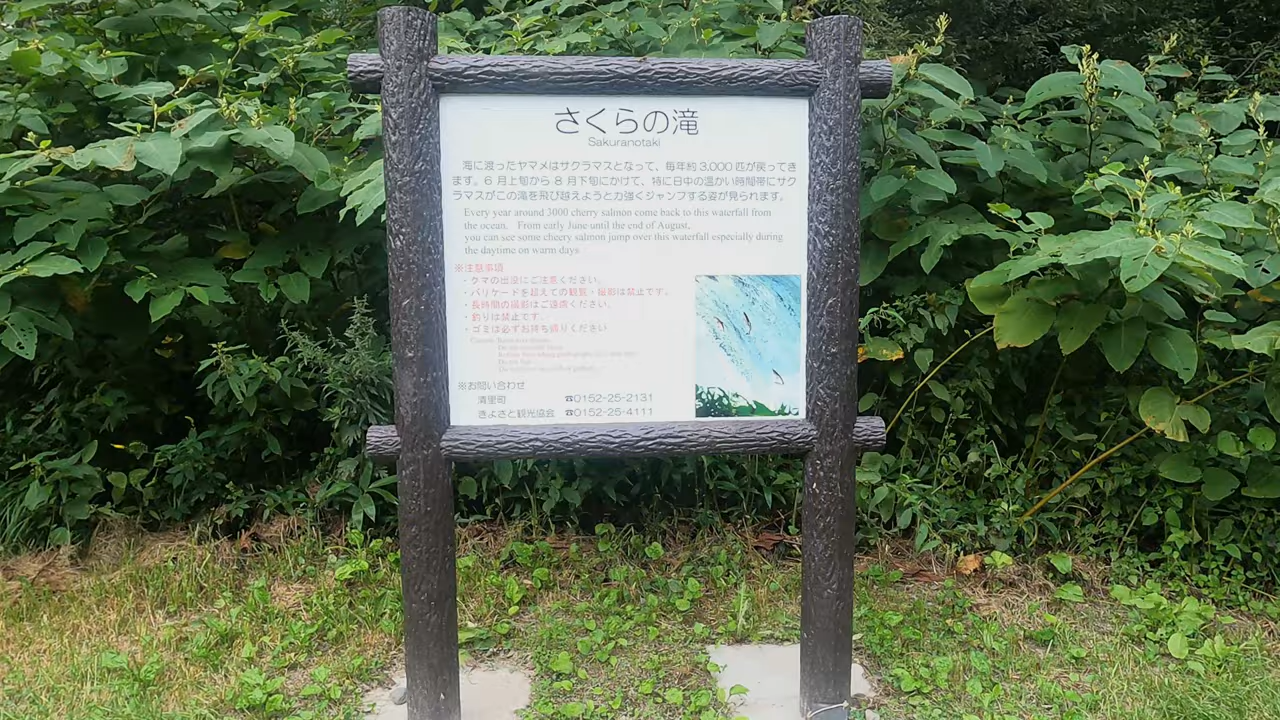 さくらの滝
Sakuranotaki
海に渡ったヤマメはサクラマスとなって、毎年約3,000匹が戻ってき
ます。6月上旬から8月下旬にかけて、特に日中の温かい時間帯にサク
ラマスがこの滝を飛び越えようと力強くジャンプする姿が見られます。
Every year around 3000 cherry salmon come back to this waterfall from
the ocean. From early June until the end of August,
you can see some cheery salmon jump over this waterfall especially during
the daytime on warm days
※注意事項
・クマの出没にご注意ください。
・バリケードを超えての観覧・撮影は禁止です。
・長時間の撮影はご遠慮ください。
・釣りは禁止です。
・ゴミは必ずお持ち帰りください
※お問い合わせ
清里町 ☎0152-25-2131
きよさと観光協会 ☎0152-25-4111